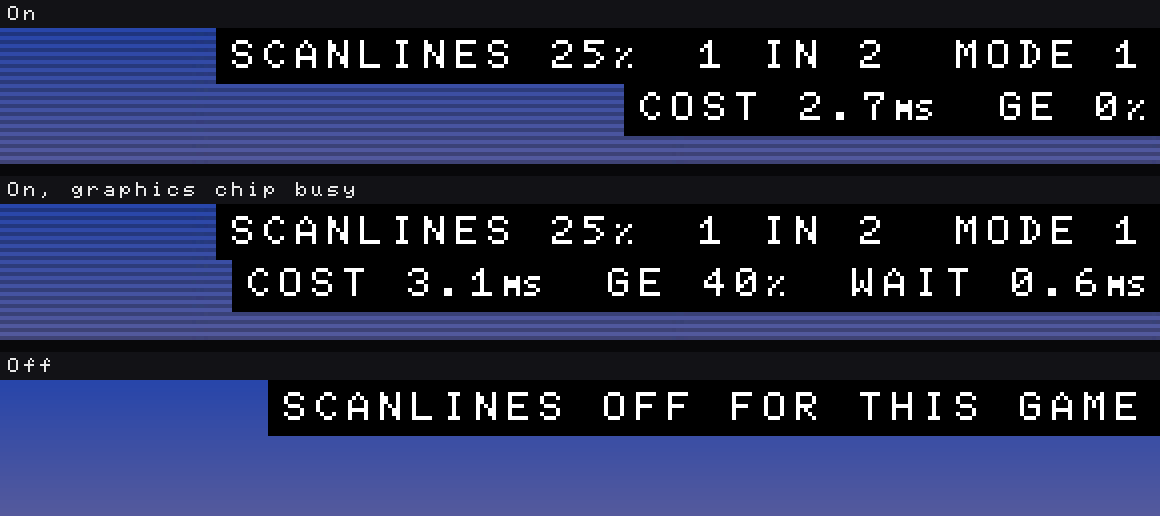 On
SCANLINES 25% 1 IN 2 MODE 1
COST 2.7ms GE 0%
On, graphics chip busy
SCANLINES 25% 1 IN 2 MODE 1
COST 3.1ms GE 40% WAIT 0.6ms
Off
SCANLINES OFF FOR THIS GAME